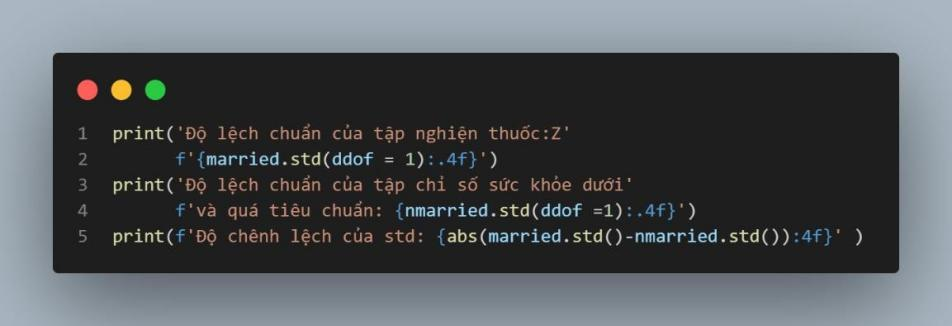 1 print('Độ lệch chuẩn của tập nghiện thuốc:Z'
2 f'{married.std(ddof = 1):.4f}')
3 print('Độ lệch chuẩn của tập chỉ số sức khỏe dưới'
4 f'và quá tiêu chuẩn: {nmarried.std(ddof =1):.4f}')
5 print(f'Độ chênh lệch của std: {abs(married.std()-nmarried.std()):4f}' )